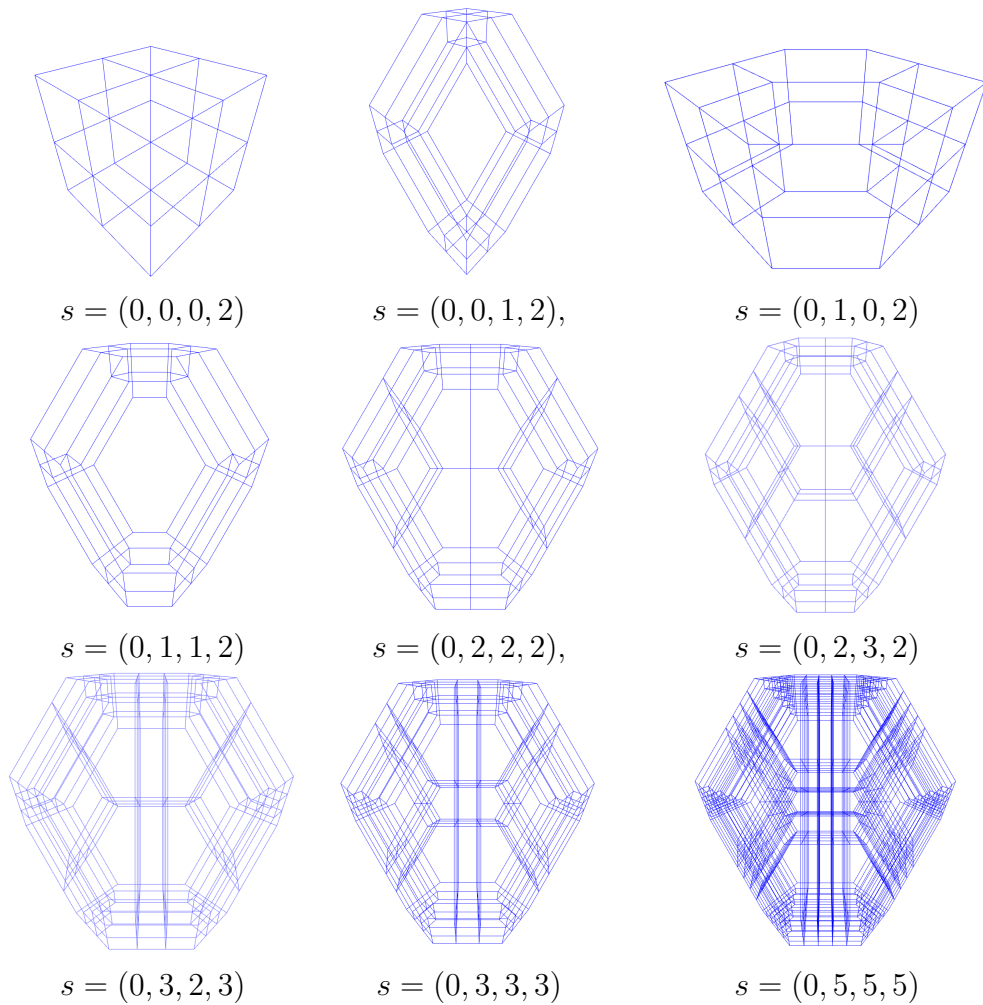 s = (0, 0, 0, 2)
s = (0, 0, 1, 2),
s = (0, 1, 0, 2)
s = (0, 1, 1, 2)
s = (0, 2, 2, 2),
s = (0, 2, 3, 2)
s = (0, 3, 2, 3)
s = (0, 3, 3, 3)
s = (0, 5, 5, 5)